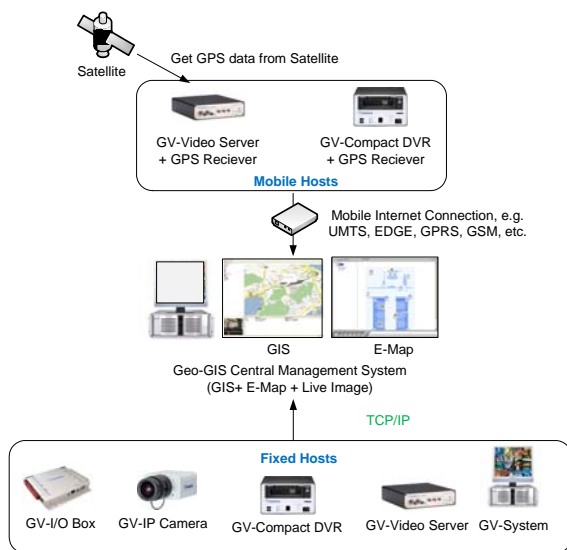 Satellite
Get GPS data from Satellite
GV-Video Server
+ GPS Reciever
GV-Compact DVR
+ GPS Reciever
Mobile Hosts
Mobile Internet Connection, e.g.
UMTS, EDGE, GPRS, GSM, etc.
GIS
E-Map
Geo-GIS Central Management System
(GIS+ E-Map + Live Image)
TCP/IP
Fixed Hosts
GV-I/O Box
GV-IP Camera
GV-Compact DVR
GV-Video Server
GV-System